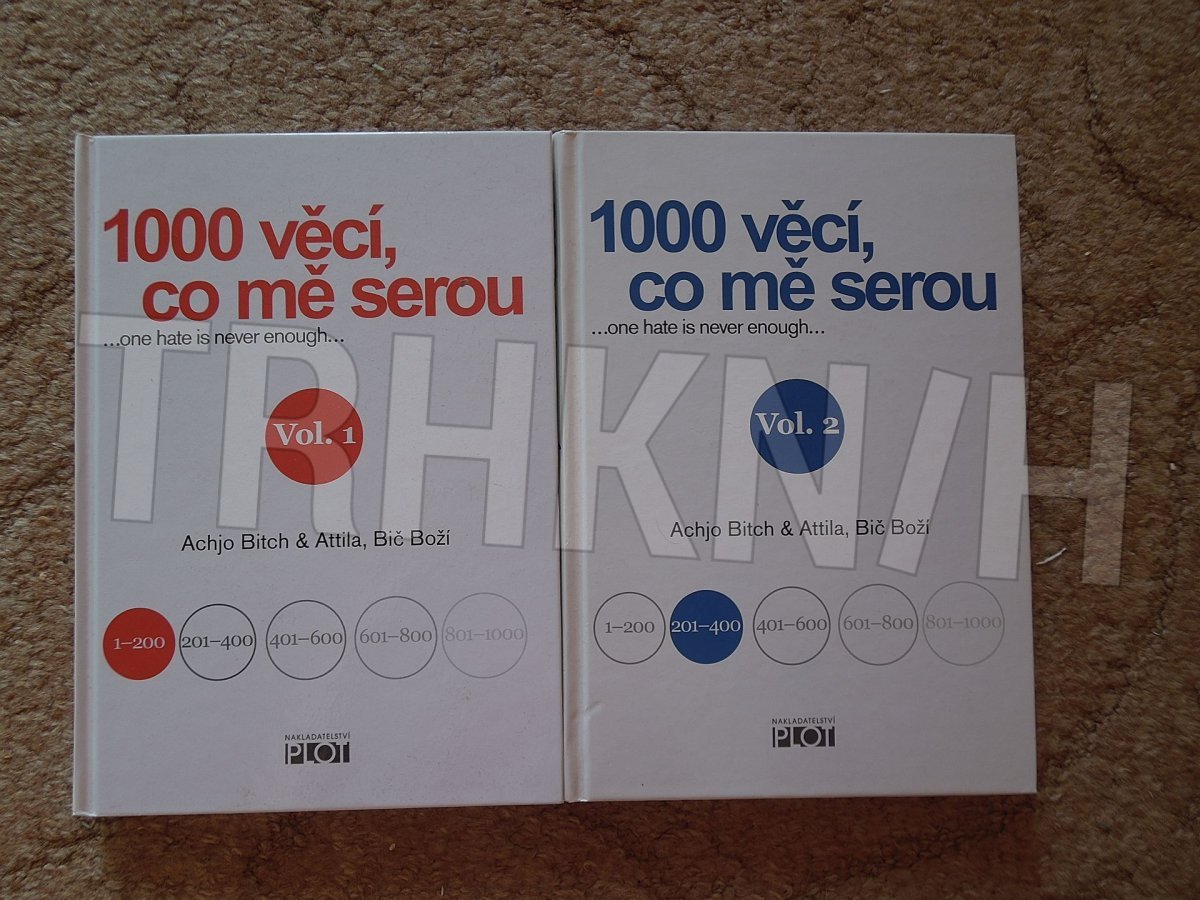 1000 věcí,
co mě serou
...one hate is never enough...
Vol. 1
Achjo Bitch & Attila, Bič Boží
1–200
201–400
401–600
601–800
801–1000
NAKLADATELSTVÍ
PLOT
1000 věcí,
co mě serou
...one hate is never enough...
Vol. 2
Achjo Bitch & Attila, Bič Boží
1–200
201–400
401–600
601–800
801–1000
NAKLADATELSTVÍ
PLOT
TRHKN/H